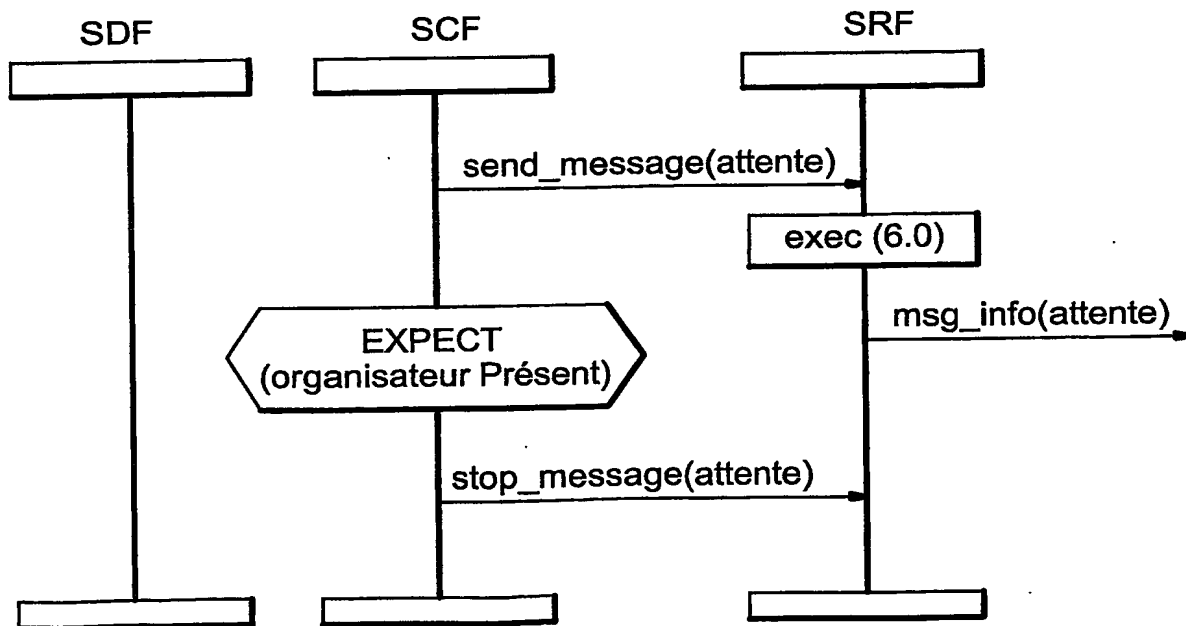 SDF
SCF
SRF
send_message(attente)
exec (6.0)
msg_info(attente)
EXPECT
(organisateur Présent)
stop_message(attente)